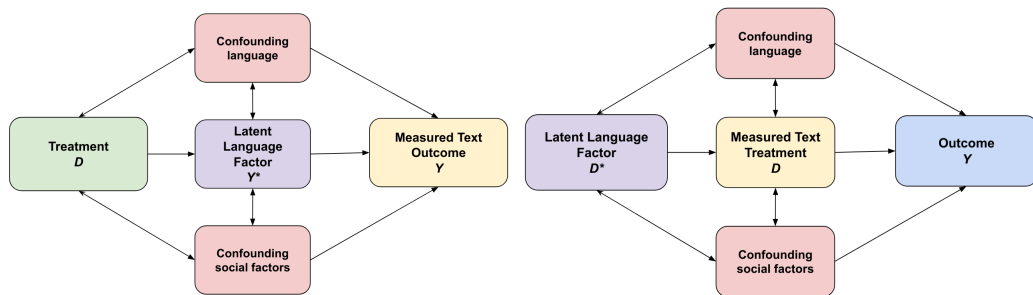 Confounding
language
Treatment
D
Latent
Language
Factor
Y*
Measured Text
Outcome
Y
Confounding
social factors
Confounding
language
Latent Language
Factor
D*
Measured Text
Treatment
D
Outcome
Y
Confounding
social factors